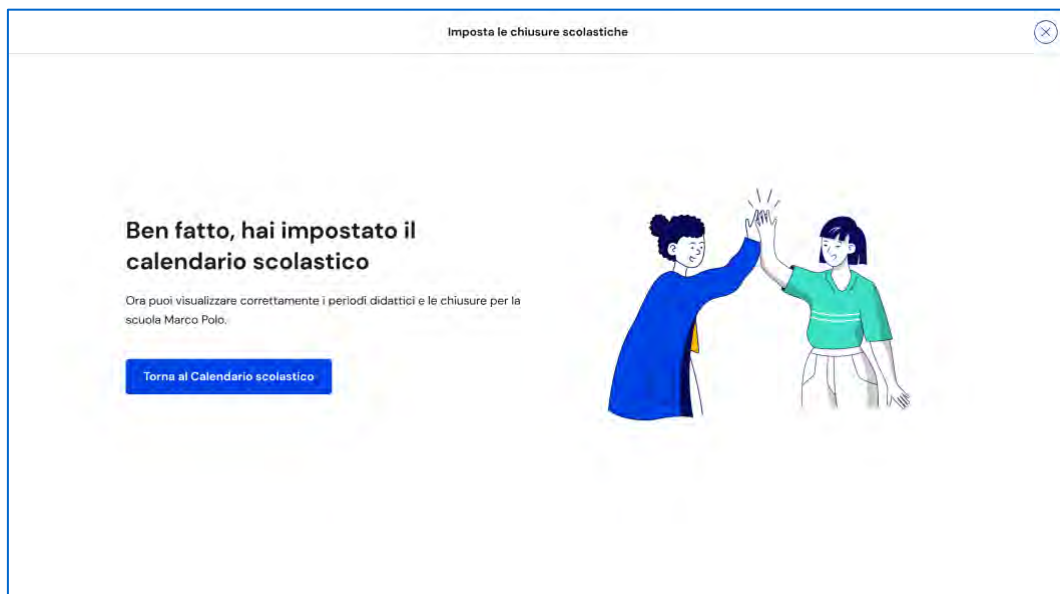 Imposta le chiusure scolastiche
Ben fatto, hai impostato il
calendario scolastico
Ora puoi visualizzare correttamente i periodi didattici e le chiusure per la
scuola Marco Polo.
Torna al Calendario scolastico